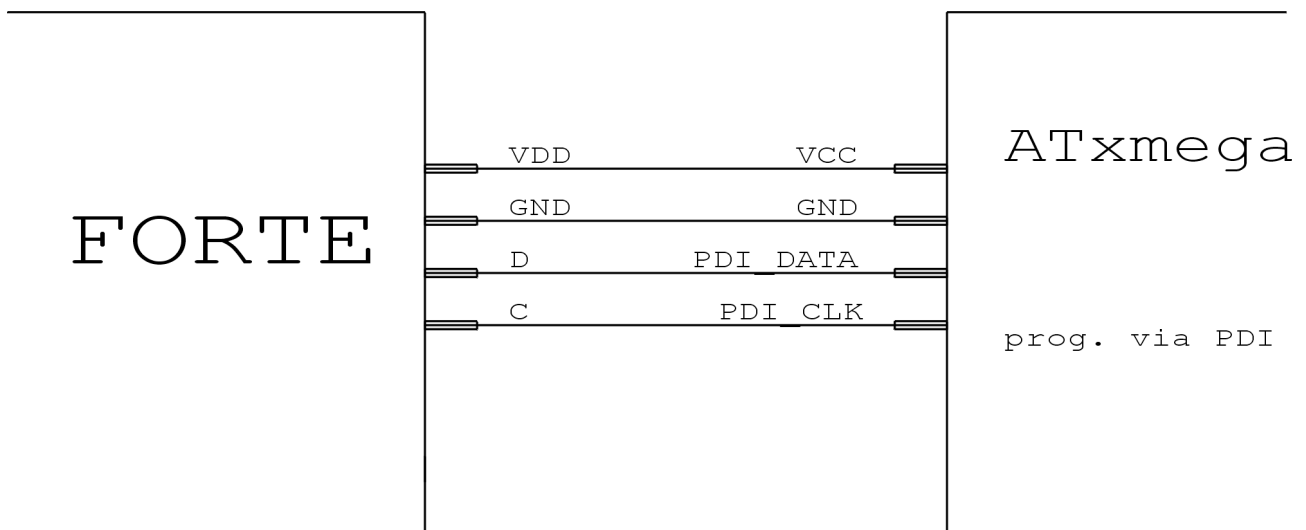 FORTE
VDD VCC
GND GND
D PDI_DATA
C PDI_CLK
ATxmega
prog. via PDI